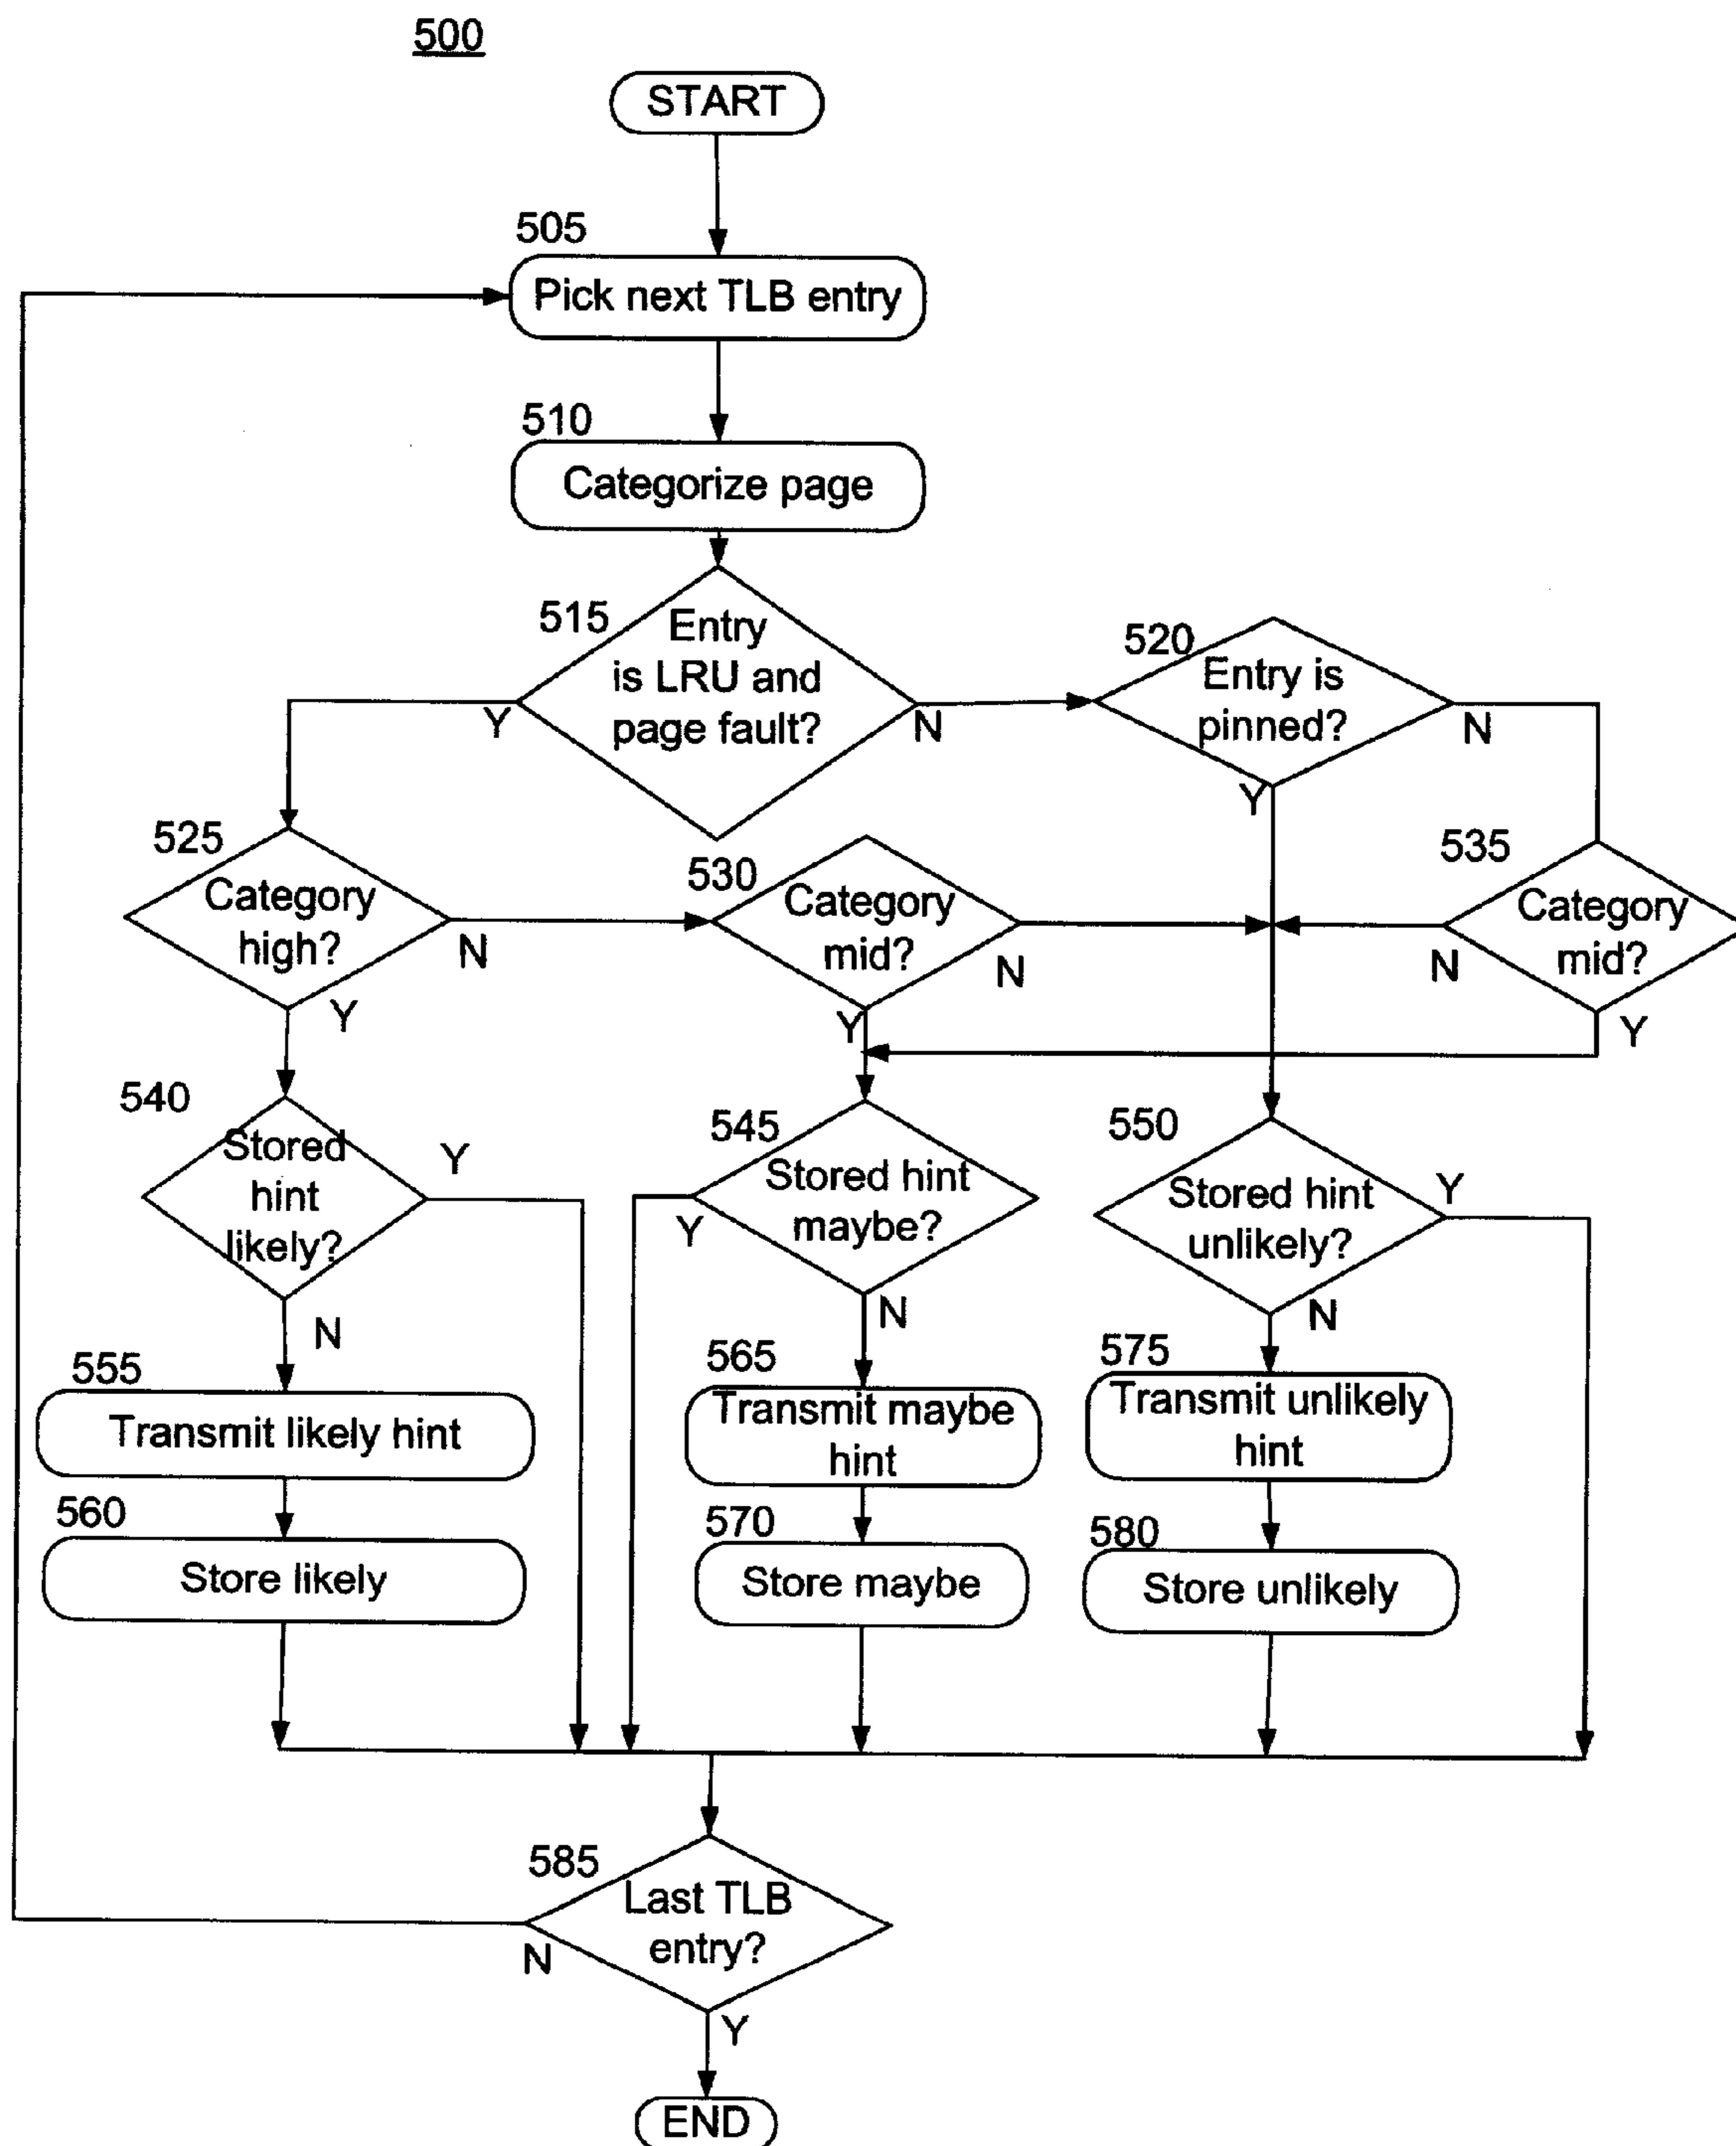 500
START
505
Pick next TLB entry
510
Categorize page
515
Entry
is LRU and
page fault?
Y
N
520
Entry is
pinned?
N
Y
525
Category
high?
N
Y
530
Category
mid?
N
Y
535
Category
mid?
N
Y
540
Stored
hint
likely?
Y
N
545
Stored hint
maybe?
Y
N
550
Stored hint
unlikely?
Y
N
555
Transmit likely hint
560
Store likely
565
Transmit maybe
hint
570
Store maybe
575
Transmit unlikely
hint
580
Store unlikely
585
Last TLB
entry?
N
Y
END